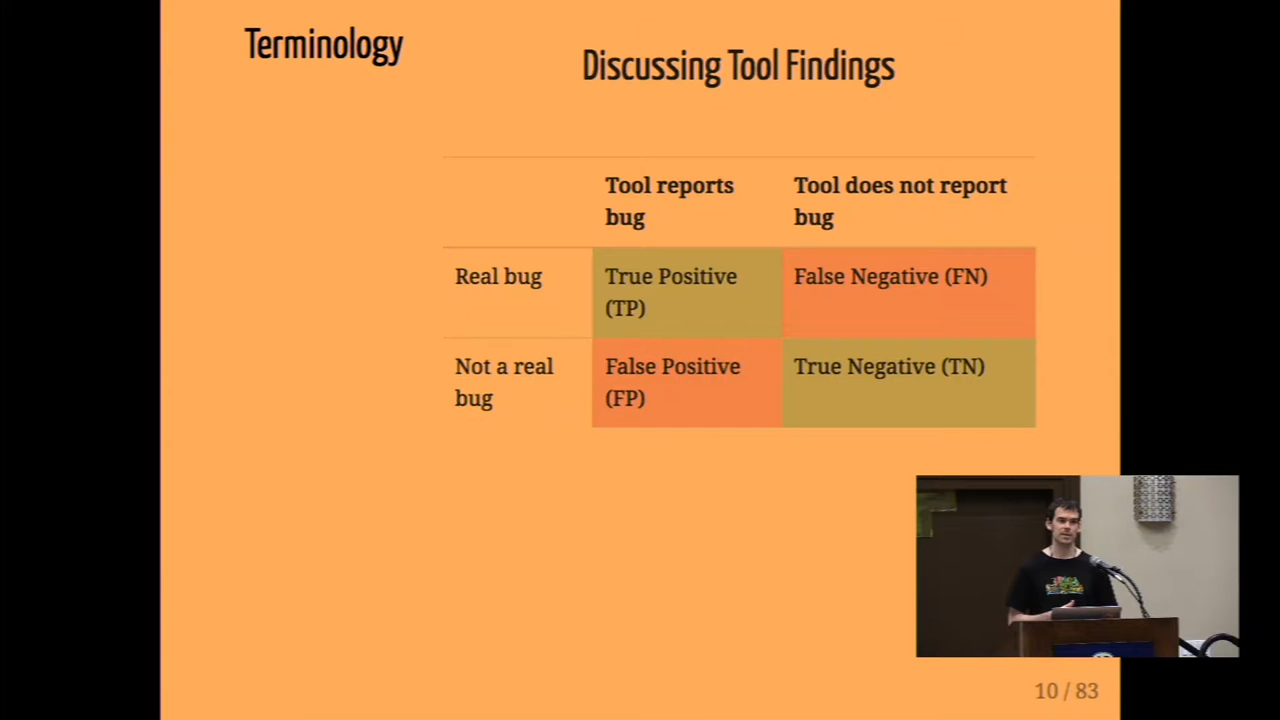 Terminology
Discussing Tool Findings
Tool reports
bug
Tool does not report
bug
Real bug
True Positive
(TP)
False Negative (FN)
Not a real
bug
False Positive
(FP)
True Negative (TN)
10 / 83